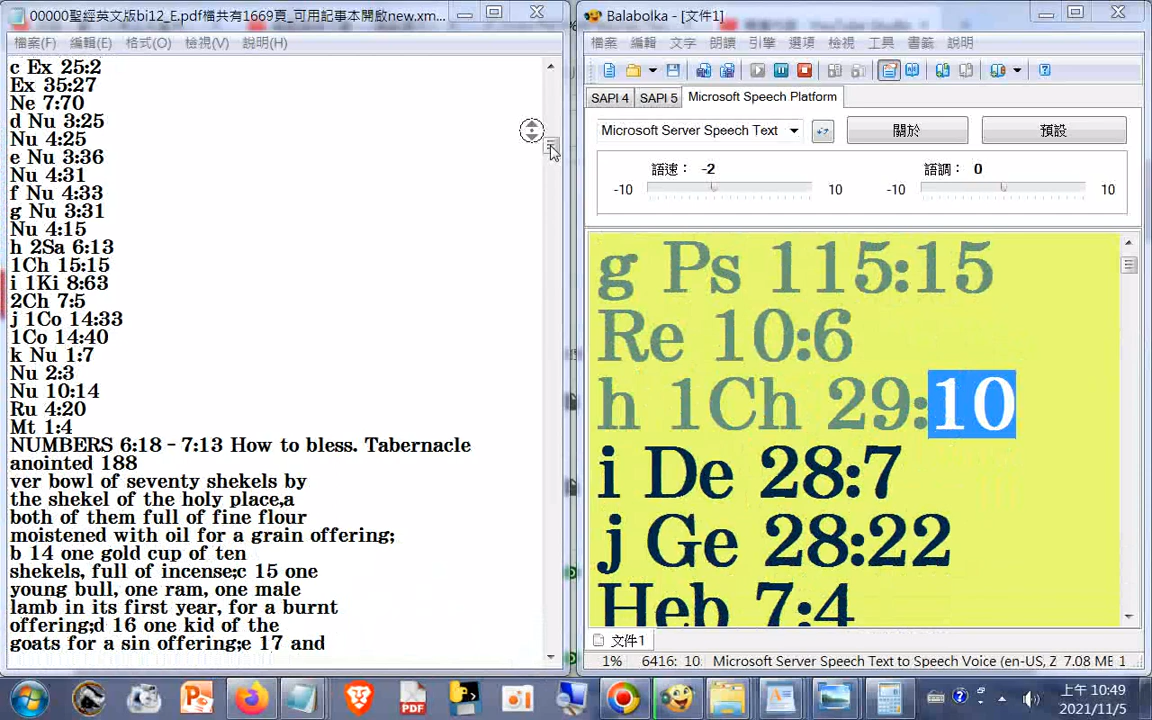 00000聖經英文版bi12_E.pdf檔共有1669頁_可用記事本開啟new.xm...
檔案(F) 編輯(E) 格式(O) 檢視(V) 說明(H)
c Ex 25:2
Ex 35:27
Ne 7:70
d Nu 3:25
Nu 4:25
e Nu 3:36
Nu 4:31
f Nu 4:33
g Nu 3:31
Nu 4:15
h 2Sa 6:13
1Ch 15:15
i 1Ki 8:63
2Ch 7:5
j 1Co 14:33
1Co 14:40
k Nu 1:7
Nu 2:3
Nu 10:14
Ru 4:20
Mt 1:4
NUMBERS 6:18‐7:13 How to bless. Tabernacle
anointed 188
ver bowl of seventy shekels by
the shekel of the holy place,a
both of them full of fine flour
moistened with oil for a grain offering;
b 14 one gold cup of ten
shekels, full of incense;c 15 one
young bull, one ram, one male
lamb in its first year, for a burnt
offering;d 16 one kid of the
goats for a sin offering;e 17 and
Balabolka - [文件1]
檔案 編輯 文字 朗讀 引擎 選項 檢視 工具 書籤 說明
SAPI 4 SAPI 5 Microsoft Speech Platform
Microsoft Server Speech Text 關於 預設
語速： -2 語調： 0
-10 10 -10 10
g Ps 115:15
Re 10:6
h 1Ch 29:10
i De 28:7
j Ge 28:22
Heb 7:4
文件1
1% 6416: 10 Microsoft Server Speech Text to Speech Voice (en-US, Z 7.08 ME 1
PDF
上午 10:49
2021/11/5